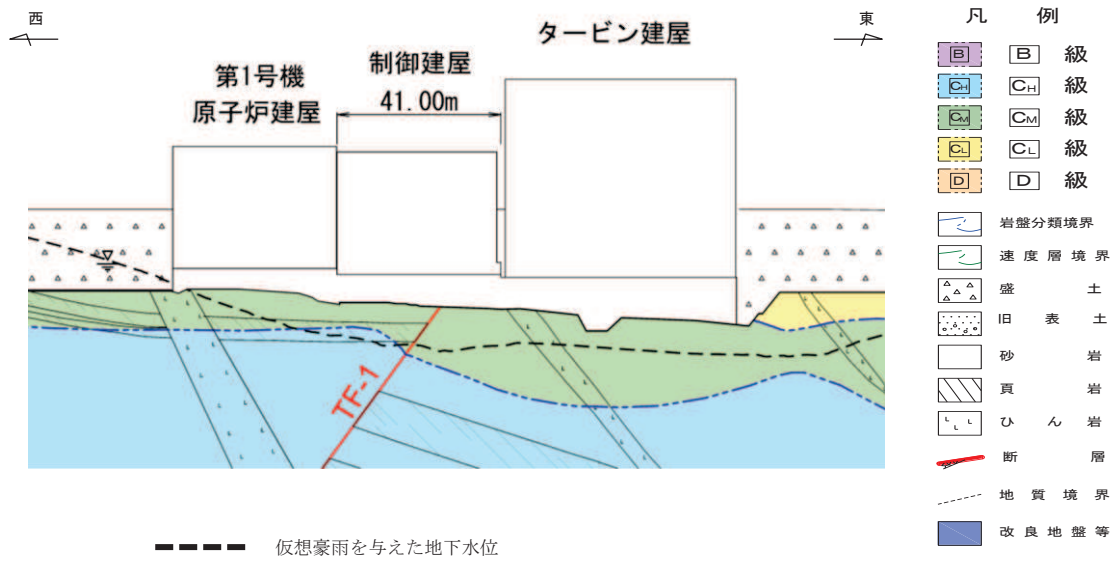 西
東
タービン建屋
制御建屋
41.00m
第1号機
原子炉建屋
TF-1
仮想豪雨を与えた地下水位
凡 例
B B 級
CH CH 級
CM CM 級
CL CL 級
D D 級
岩盤分類境界
速度層境界
盛土
旧表土
砂岩
頁岩
ひん岩
断層
地質境界
改良地盤等